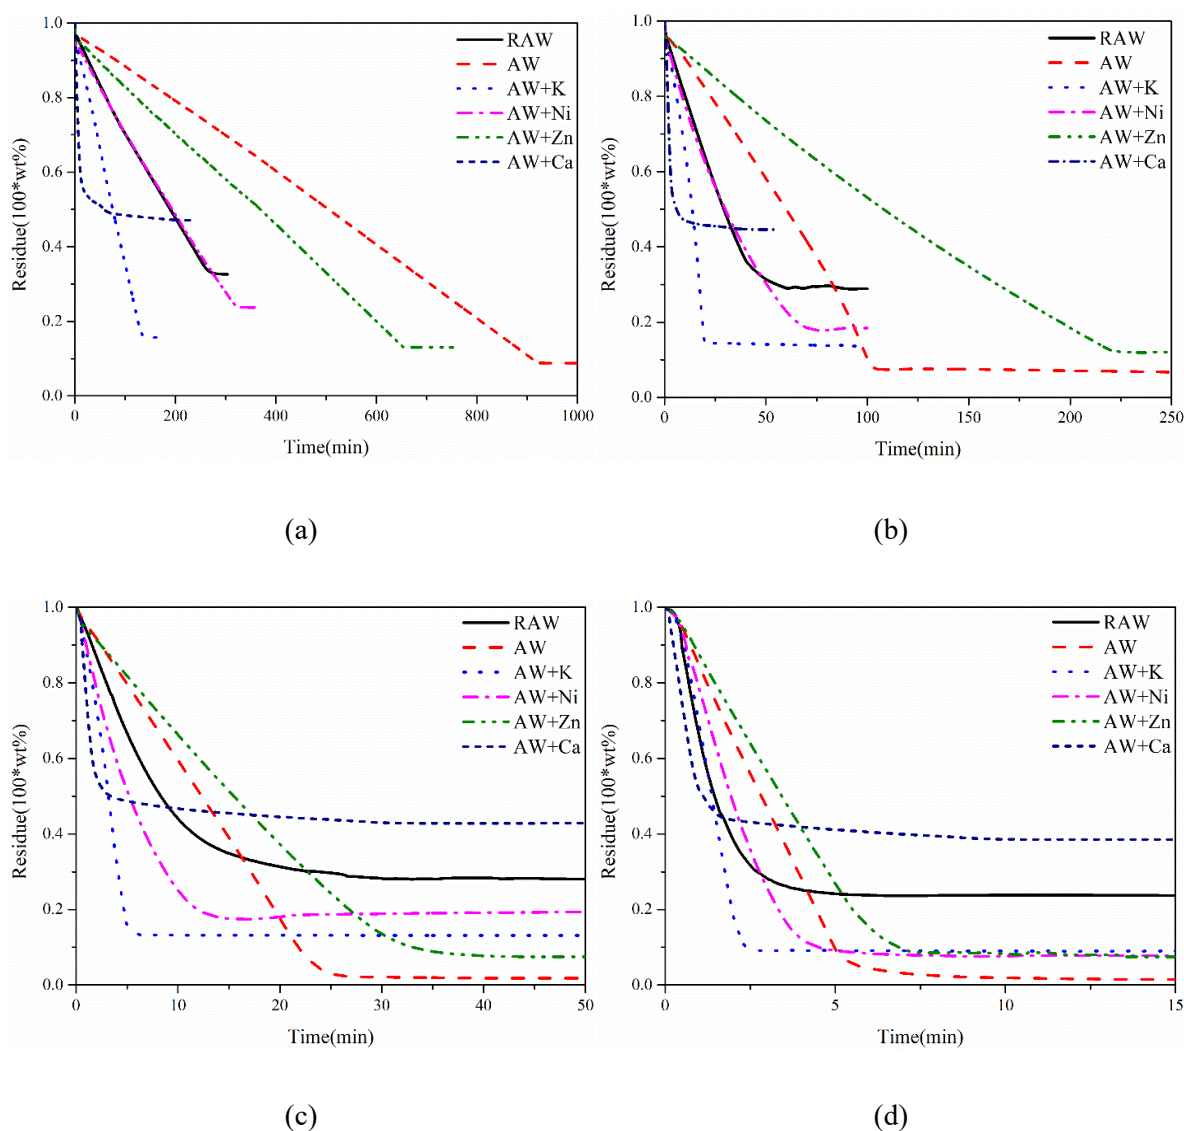 1.0
0.8
0.6
0.4
0.2
0.0
Residue(100*wt%)
0 200 400 600 800 1000
Time(min)
RAW
AW
AW+K
AW+Ni
AW+Zn
AW+Ca
(a)
1.0
0.8
0.6
0.4
0.2
0.0
Residue(100*wt%)
0 50 100 150 200 250
Time(min)
RAW
AW
AW+K
AW+Ni
AW+Zn
AW+Ca
(b)
1.0
0.8
0.6
0.4
0.2
0.0
Residue(100*wt%)
0 10 20 30 40 50
Time(min)
RAW
AW
AW+K
AW+Ni
AW+Zn
AW+Ca
(c)
1.0
0.8
0.6
0.4
0.2
0.0
Residue(100*wt%)
0 5 10 15
Time(min)
RAW
AW
AW+K
AW+Ni
AW+Zn
AW+Ca
(d)